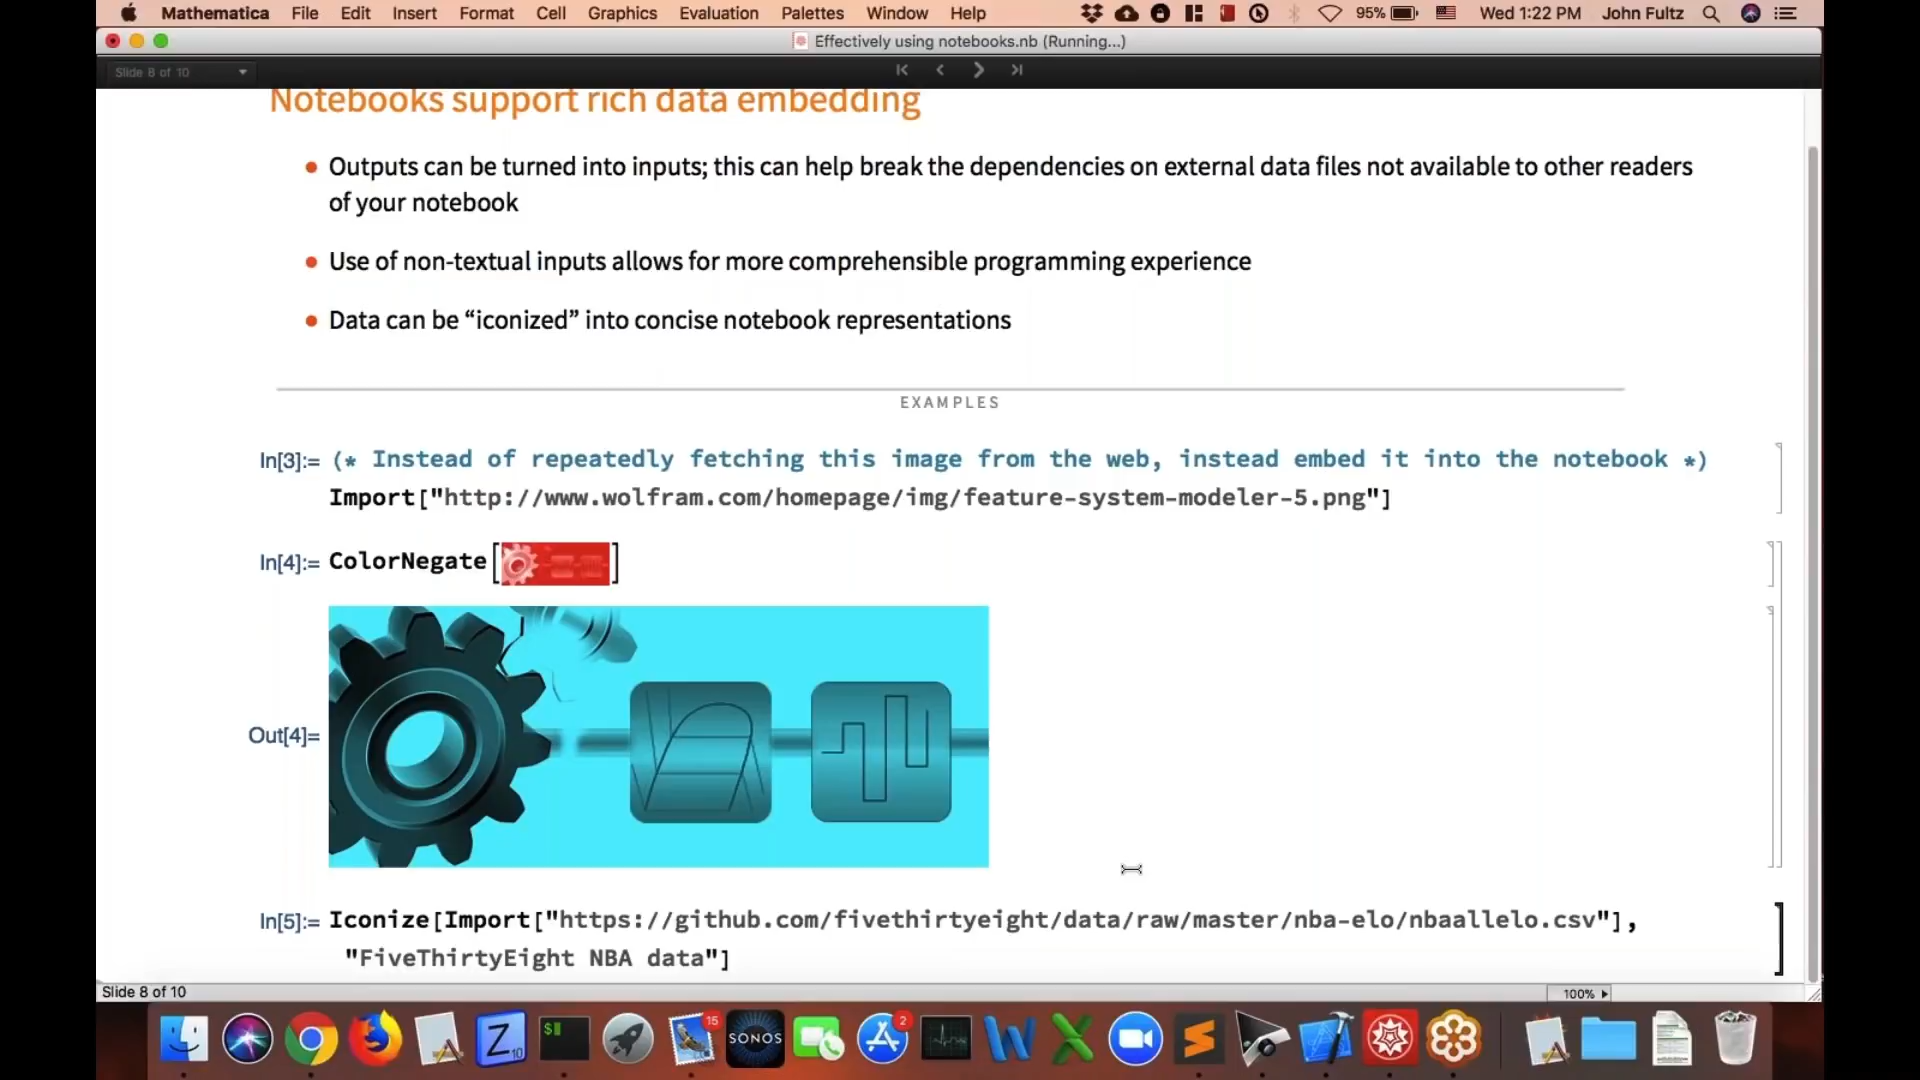 Mathematica File Edit Insert Format Cell Graphics Evaluation Palettes Window Help 95% Wed 1:22 PM John Fultz
Effectively using notebooks.nb (Running...)
Slide 8 of 10
Notebooks support rich data embedding
Outputs can be turned into inputs; this can help break the dependencies on external data files not available to other readers
of your notebook
Use of non-textual inputs allows for more comprehensible programming experience
Data can be “iconized” into concise notebook representations
EXAMPLES
In[3]:= (* Instead of repeatedly fetching this image from the web, instead embed it into the notebook *)
Import["http://www.wolfram.com/homepage/img/feature-system-modeler-5.png"]
In[4]:= ColorNegate[ ]
Out[4]=
In[5]:= Iconize[Import["https://github.com/fivethirtyeight/data/raw/master/nba-elo/nbaallelo.csv"],
"FiveThirtyEight NBA data"]
Slide 8 of 10
100%
Z 10 $ 15 SONOS 2